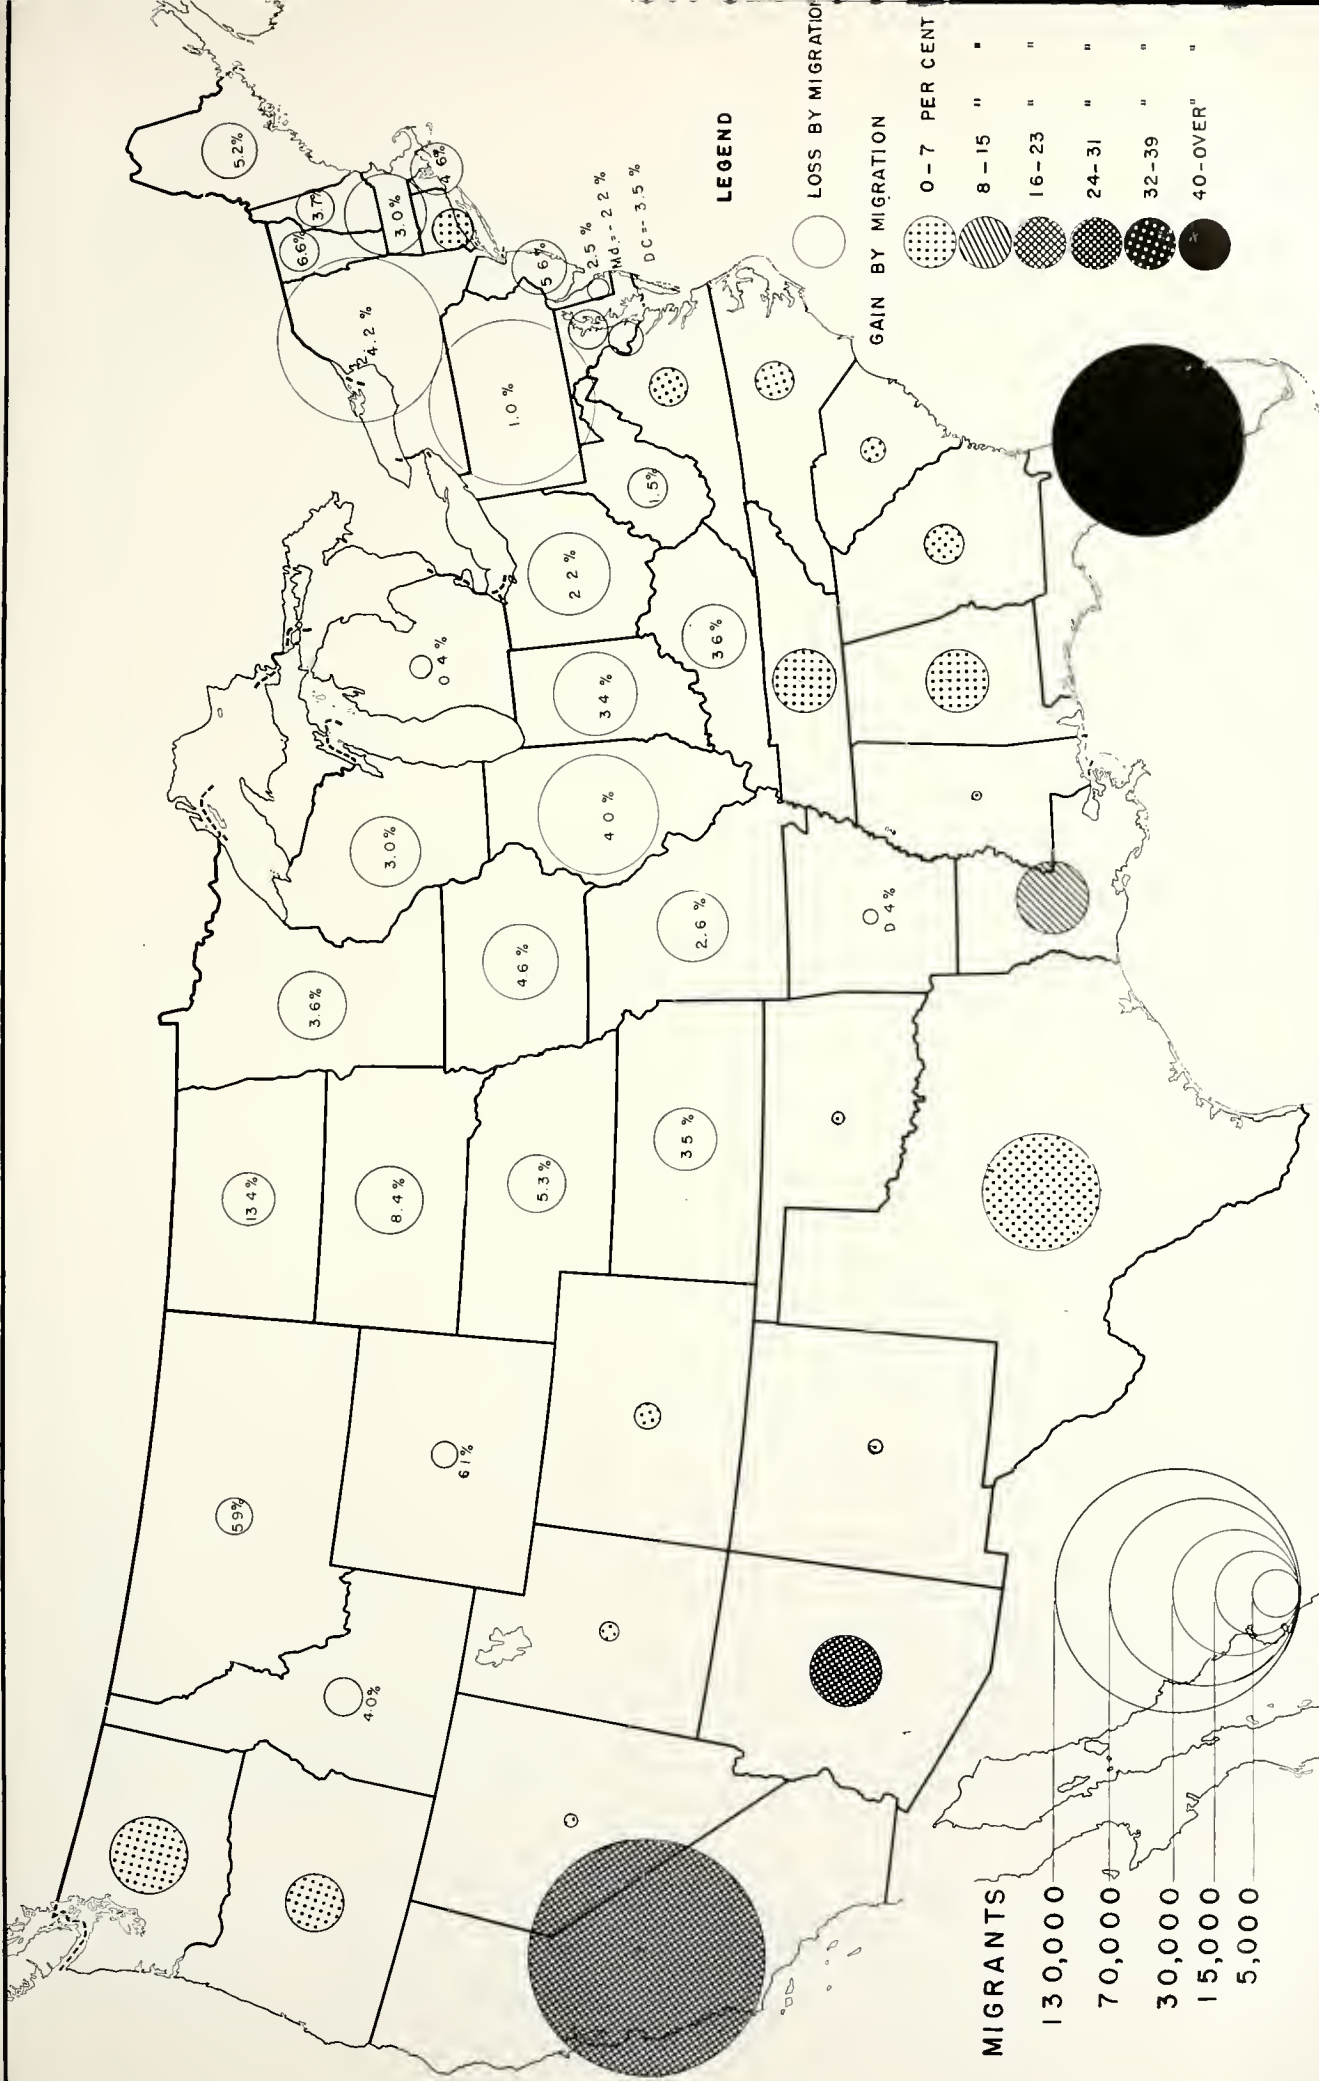 LEGEND
LOSS BY MIGRATION
GAIN BY MIGRATION
0-7 PER CENT
8-15 " "
16-23 " "
24-31 " "
32-39 " "
40-OVER " "
MIGRANTS
130,000
70,000
30,000
15,000
5,000
5.9%
4.0%
6.1%
13.4%
8.4%
5.3%
3.5%
3.6%
4.6%
2.6%
0.4%
3.0%
4.0%
0.4%
3.4%
2.2%
3.6%
1.5%
1.0%
4.2%
6.6%
3.7%
5.2%
3.0%
4.6%
5.6%
2.5%
Md.=-2.2%
DC=-3.5%